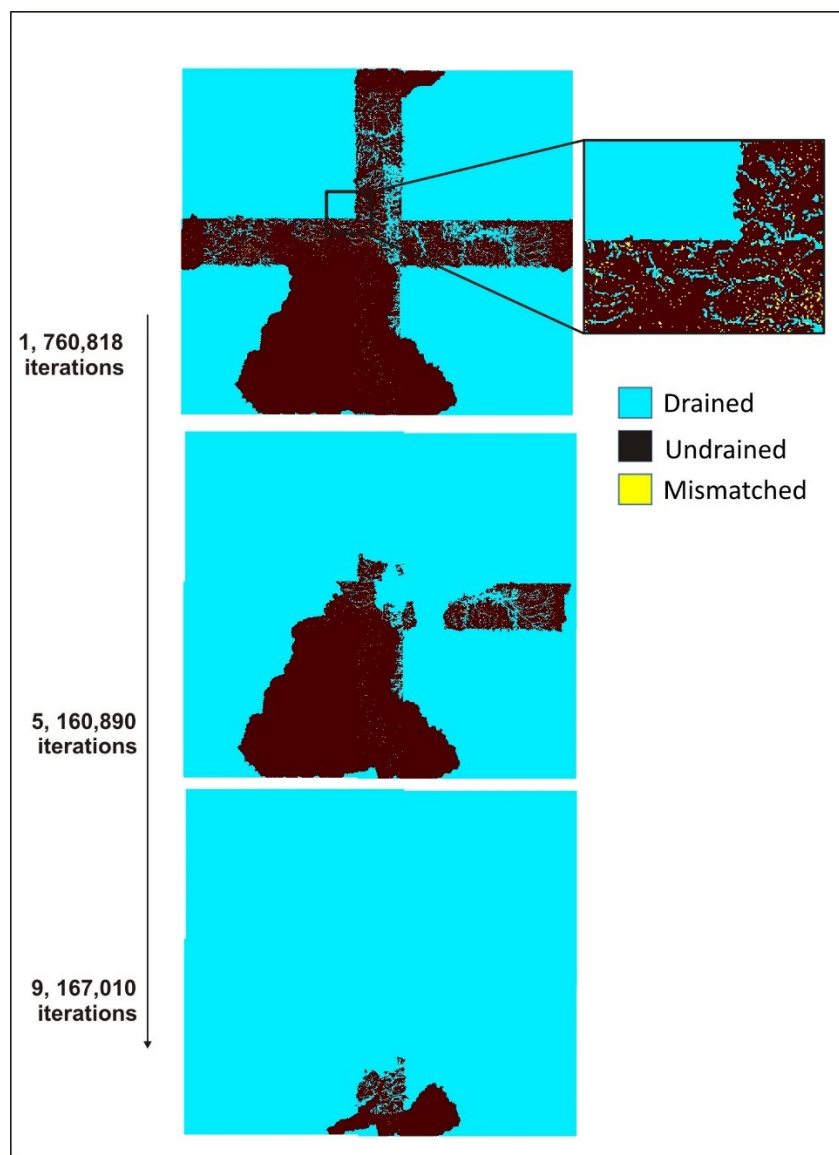 1, 760,818
iterations
Drained
Undrained
Mismatched
5, 160,890
iterations
9, 167,010
iterations